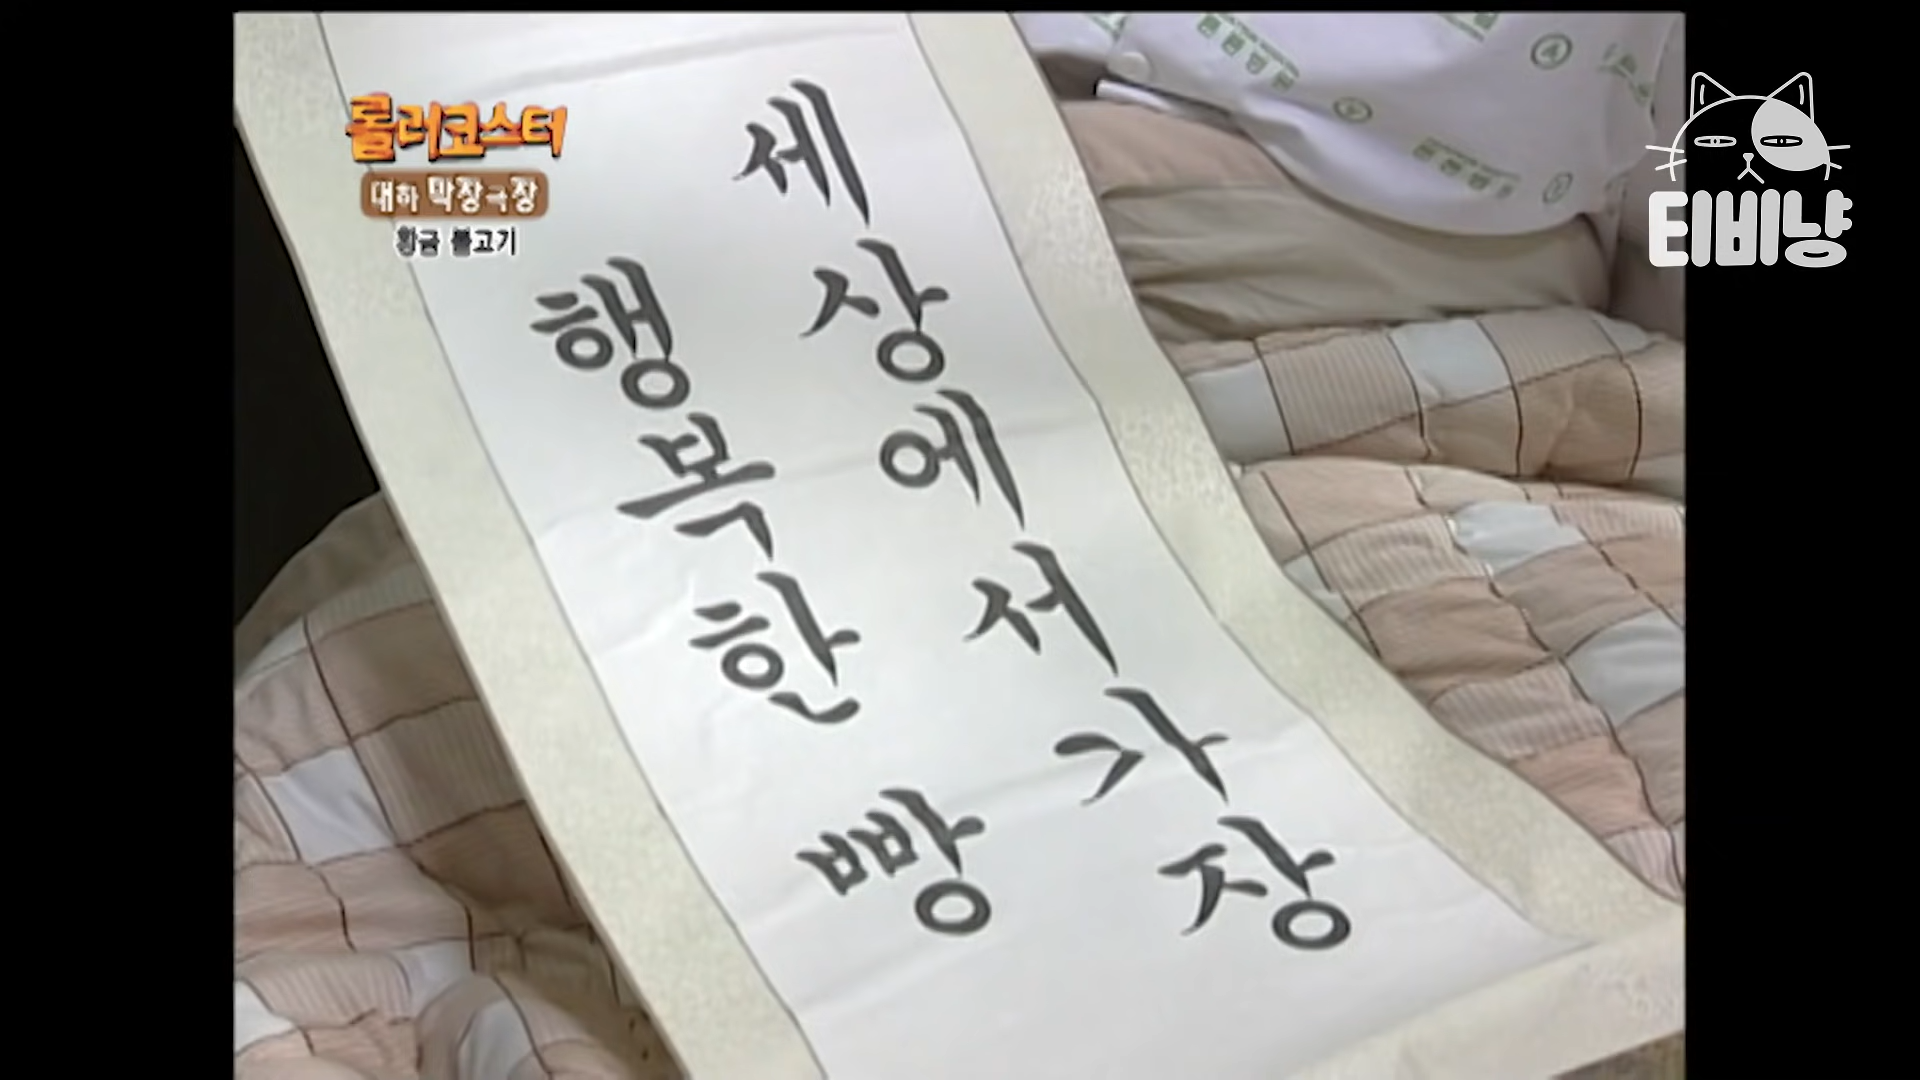 롤러코스터
대하 막장극장
황금 불고기
티비냥
세상에서 가장
행복한 빵